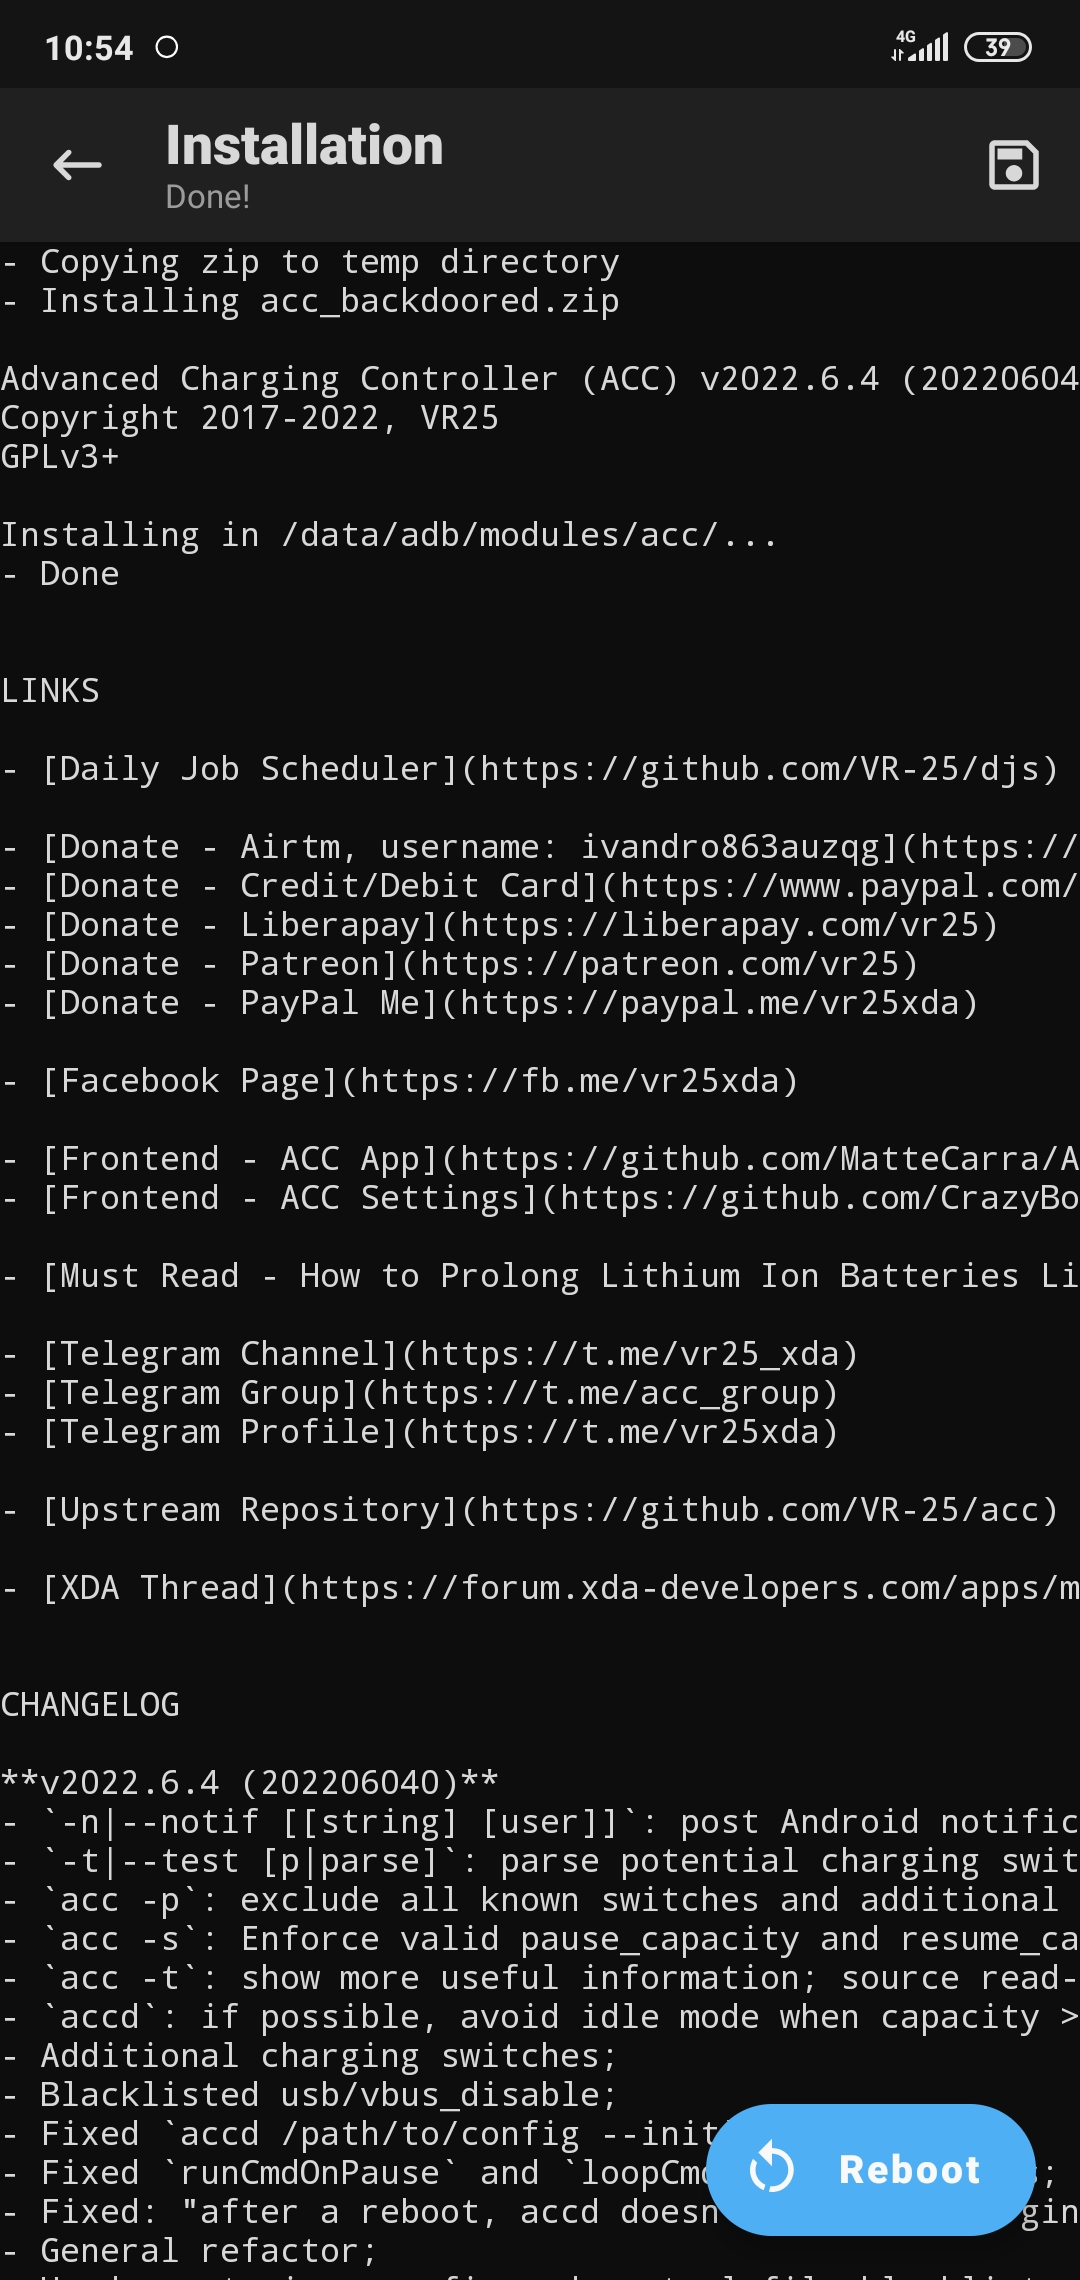 10:54
4G
39
Installation
Done!
- Copying zip to temp directory
- Installing acc_backdoored.zip
Advanced Charging Controller (ACC) v2022.6.4 (20220604
Copyright 2017-2022, VR25
GPLv3+
Installing in /data/adb/modules/acc/...
- Done
LINKS
- [Daily Job Scheduler](https://github.com/VR-25/djs)
- [Donate - Airtm, username: ivandro863auzqg](https://
- [Donate - Credit/Debit Card](https://www.paypal.com/
- [Donate - Liberapay](https://liberapay.com/vr25)
- [Donate - Patreon](https://patreon.com/vr25)
- [Donate - PayPal Me](https://paypal.me/vr25xda)
- [Facebook Page](https://fb.me/vr25xda)
- [Frontend - ACC App](https://github.com/MatteCarra/A
- [Frontend - ACC Settings](https://github.com/CrazyBo
- [Must Read - How to Prolong Lithium Ion Batteries Li
- [Telegram Channel](https://t.me/vr25_xda)
- [Telegram Group](https://t.me/acc_group)
- [Telegram Profile](https://t.me/vr25xda)
- [Upstream Repository](https://github.com/VR-25/acc)
- [XDA Thread](https://forum.xda-developers.com/apps/m
CHANGELOG
**v2022.6.4 (202206040)**
- `-n|--notif [[string] [user]]`: post Android notific
- `-t|--test [p|parse]`: parse potential charging swit
- `acc -p`: exclude all known switches and additional
- `acc -s`: Enforce valid pause_capacity and resume_ca
- `acc -t`: show more useful information; source read-
- `accd`: if possible, avoid idle mode when capacity >
- Additional charging switches;
- Blacklisted usb/vbus_disable;
- Fixed `accd /path/to/config --init
- Fixed `runCmdOnPause` and `loopCmd
s;
- Fixed: "after a reboot, accd doesn
gin
- General refactor;
Reboot